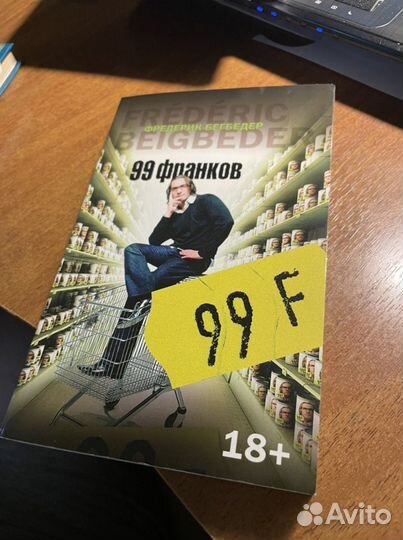 FRÉDÉRIC
ФРЕДЕРИК БЕГБЕДЕР
BEIGBEDER
99 франков
99 F
18+
Avito